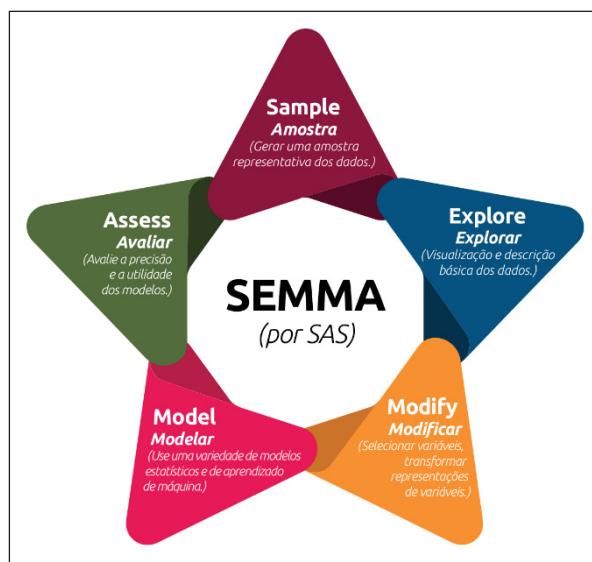 Sample
Amostra
(Gerar uma amostra
representativa dos dados.)
Explore
Explorar
(Visualização e descrição
básica dos dados.)
Modify
Modificar
(Selecionar variáveis,
transformar
representações
de variáveis.)
Model
Modelar
(Use uma variedade de modelos
estatísticos e de aprendizado
de máquina.)
Assess
Avaliar
(Avalie a precisão
e a utilidade
dos modelos.)
SEMMA
(por SAS)